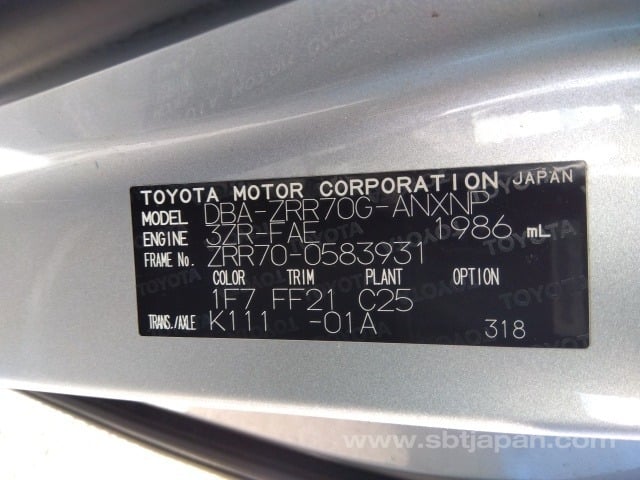 TOYOTA MOTOR CORPORATION JAPAN
MODEL DBA-ZRR70G-ANXNP
ENGINE 3ZR-FAE 1986 mL
FRAME No. ZRR70-0583931
COLOR TRIM PLANT OPTION
1F7 FF21 C25
TRANS./AXLE K111 -01A 318
www.sbtjapan.com